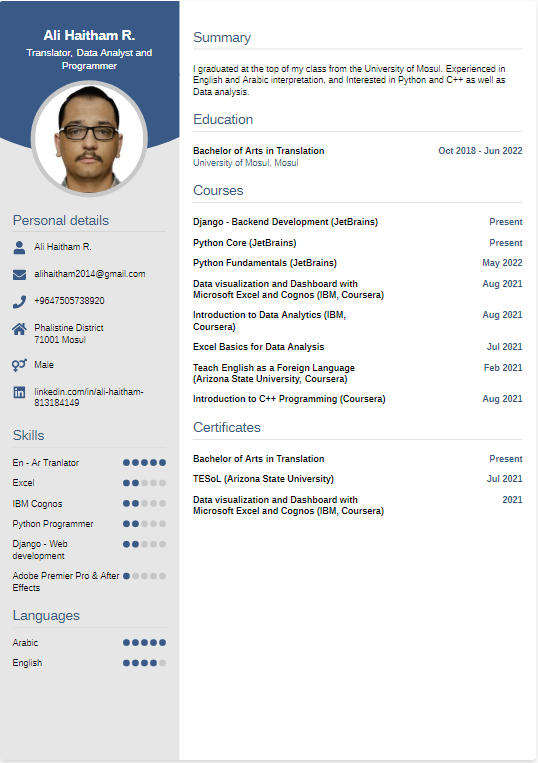 Ali Haitham R.
Translator, Data Analyst and
Programmer
Personal details
Ali Haitham R.
alihaitham2014@gmail.com
+9647505738920
Phalistine District
71001 Mosul
Male
linkedin.com/in/ali-haitham-
813184149
Skills
En - Ar Tranlator
Excel
IBM Cognos
Python Programmer
Django - Web
development
Adobe Premier Pro & After
Effects
Languages
Arabic
English
Summary
I graduated at the top of my class from the University of Mosul. Experienced in
English and Arabic interpretation, and Interested in Python and C++ as well as
Data analysis.
Education
Bachelor of Arts in Translation Oct 2018 - Jun 2022
University of Mosul, Mosul
Courses
Django - Backend Development (JetBrains) Present
Python Core (JetBrains) Present
Python Fundamentals (JetBrains) May 2022
Data visualization and Dashboard with Aug 2021
Microsoft Excel and Cognos (IBM, Coursera)
Introduction to Data Analytics (IBM, Aug 2021
Coursera)
Excel Basics for Data Analysis Jul 2021
Teach English as a Foreign Language Feb 2021
(Arizona State University, Coursera)
Introduction to C++ Programming (Coursera) Aug 2021
Certificates
Bachelor of Arts in Translation Present
TESoL (Arizona State University) Jul 2021
Data visualization and Dashboard with 2021
Microsoft Excel and Cognos (IBM, Coursera)